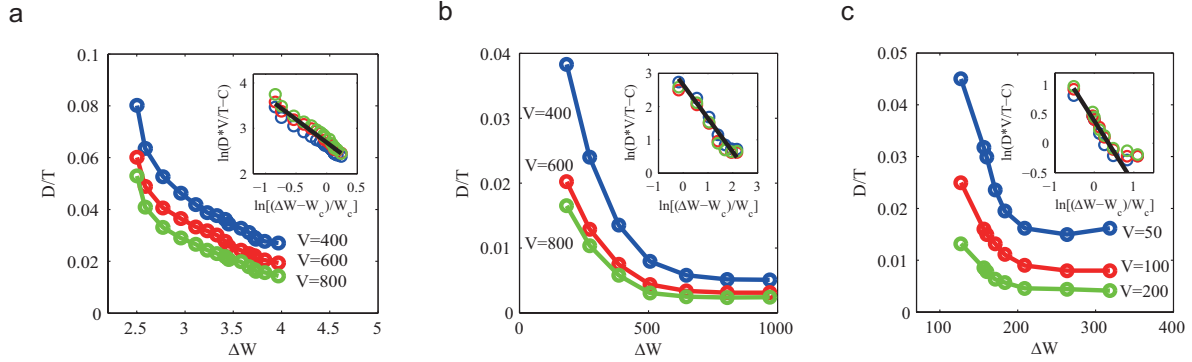 a
b
c
D/T
0.1
0.08
0.06
0.04
0.02
0
2.5
3
3.5
4
4.5
5
ΔW
V=400
V=600
V=800
ln(D*V/T−C)
4
3
2
−1
−0.5
0
0.5
ln[(ΔW−W_c)/W_c]
D/T
0.04
0.03
0.02
0.01
0
0
500
1000
ΔW
V=400
V=600
V=800
ln(D*V/T−C)
3
2
1
0
−1
0
1
2
3
ln[(ΔW−W_c)/W_c]
D/T
0.05
0.04
0.03
0.02
0.01
0
100
200
300
400
ΔW
V=50
V=100
V=200
ln(D*V/T−C)
1
0.5
0
−0.5
−1
0
1
ln[(ΔW−W_c)/W_c]